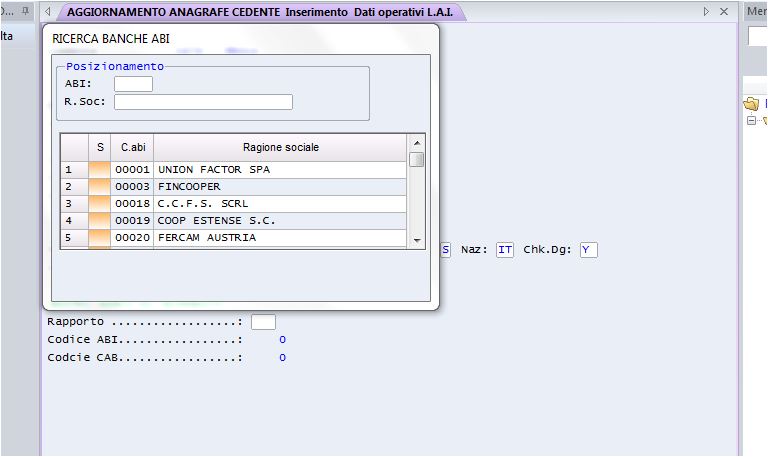 D...
AGGIORNAMENTO ANAGRAFE CEDENTE Inserimento Dati operativi L.A.I.
Mer
lta
RICERCA BANCHE ABI
Posizionamento
ABI:
R.Soc:
S C.abi Ragione sociale
1 00001 UNION FACTOR SPA
2 00003 FINCOOPER
3 00018 C.C.F.S. SCRL
4 00019 COOP ESTENSE S.C.
5 00020 FERCAM AUSTRIA
S Naz: IT Chk.Dg: Y
Rapporto ..................:
Codice ABI.................: 0
Codcie CAB.................: 0